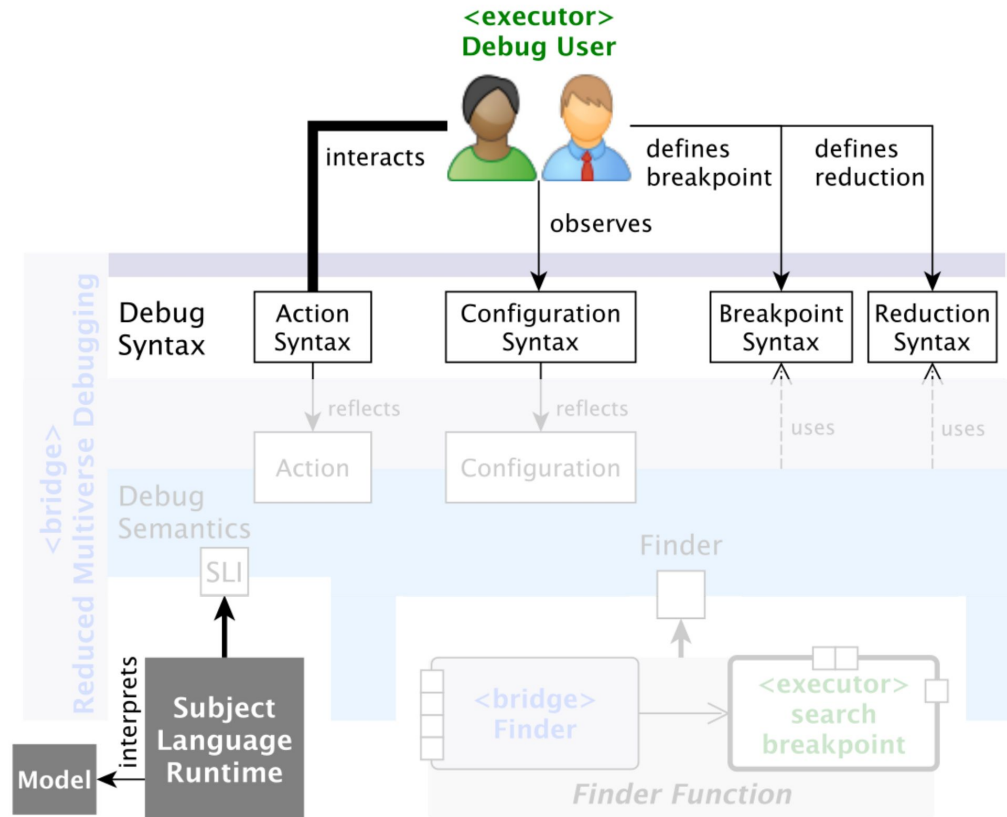 <executor>
Debug User
interacts
defines
breakpoint
defines
reduction
observes
Debug
Syntax
Action
Syntax
Configuration
Syntax
Breakpoint
Syntax
Reduction
Syntax
reflects
reflects
uses
uses
Action
Configuration
<bridge>
Reduced Multiverse Debugging
Debug
Semantics
SLI
Finder
interprets
Subject
Language
Runtime
Model
<bridge>
Finder
<executor>
search
breakpoint
Finder Function